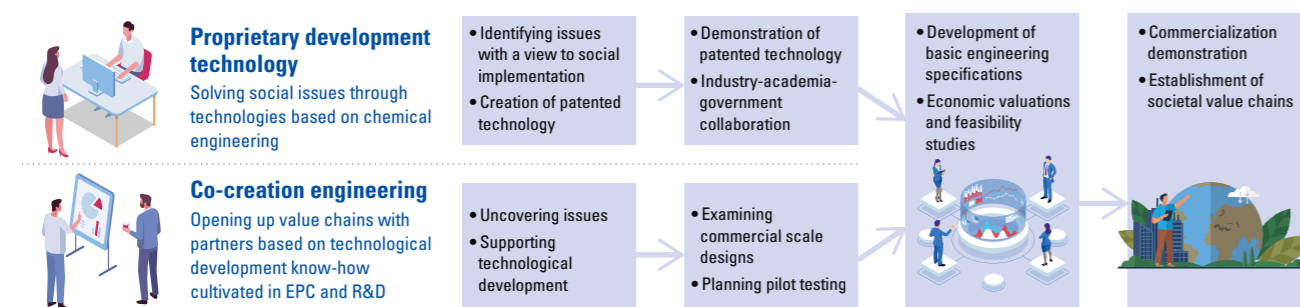 Proprietary development
technology
Solving social issues through
technologies based on chemical
engineering
• Identifying issues
with a view to social
implementation
• Creation of patented
technology
• Demonstration of
patented technology
• Industry-academia-
government
collaboration
Co-creation engineering
Opening up value chains with
partners based on technological
development know-how
cultivated in EPC and R&D
• Uncovering issues
• Supporting
technological
development
• Examining
commercial scale
designs
• Planning pilot testing
• Development of
basic engineering
specifications
• Economic valuations
and feasibility
studies
• Commercialization
demonstration
• Establishment of
societal value chains